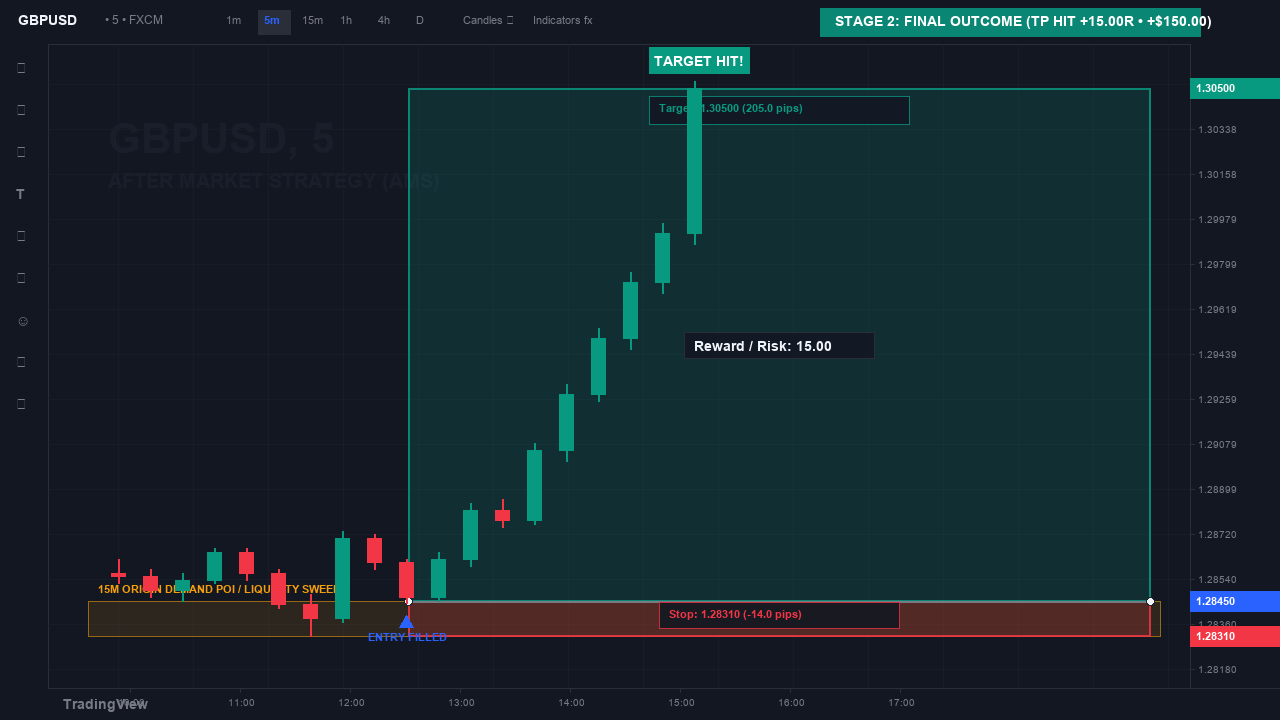 GBPUSD • 5 • FXCM 1m 5m 15m 1h 4h D Candles Indicators fx
STAGE 2: FINAL OUTCOME (TP HIT +15.00R • +$150.00)
TARGET HIT!
1.30500
Target: 1.30500 (205.0 pips)
GBPUSD, 5
1.30338
AFTER MARKET STRATEGY (AMS)
1.30158
T
1.29979
1.29799
1.29619
Reward / Risk: 15.00
1.29439
1.29259
1.29079
1.28899
1.28720
1.28540
15M ORIGIN DEMAND POI / LIQUIDITY SWEEP
1.28450
Stop: 1.28310 (-14.0 pips)
1.28360
ENTRY FILLED
1.28310
1.28180
TradingView
11:00 12:00 13:00 14:00 15:00 16:00 17:00